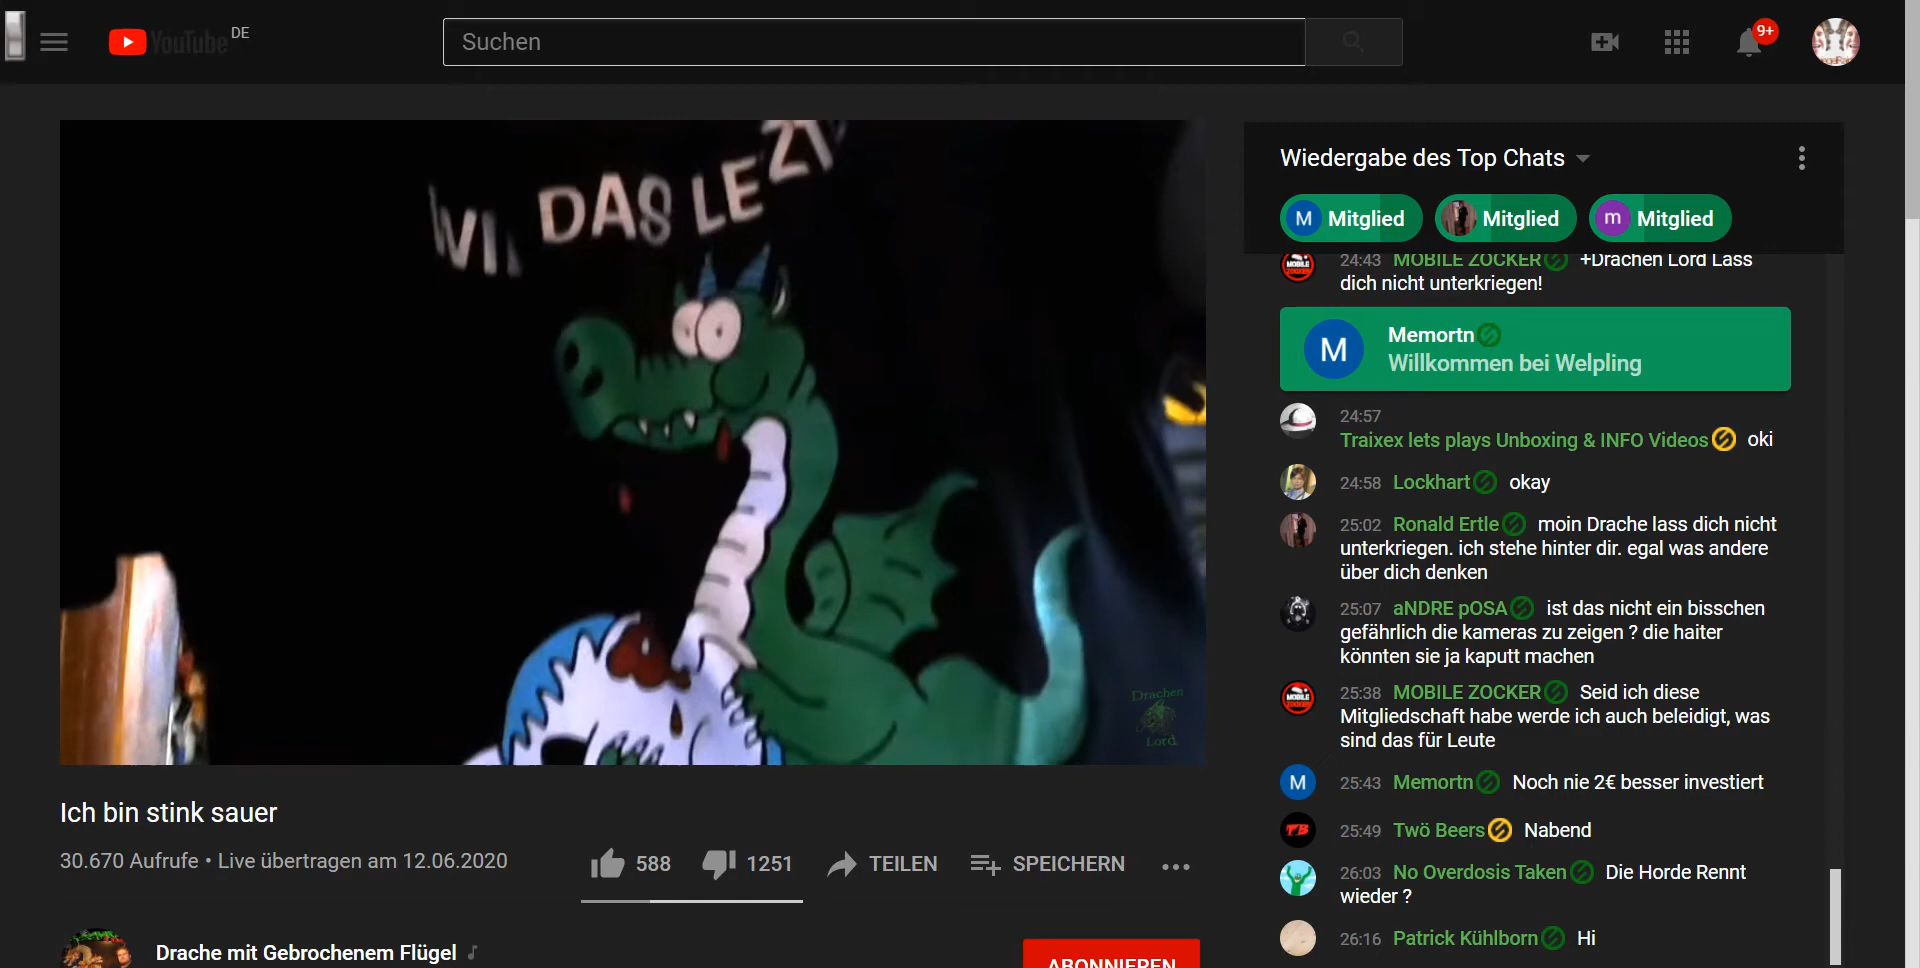 YouTube DE
Suchen
9+
DAS
Drachen
Lord
Ich bin stink sauer
30.670 Aufrufe • Live übertragen am 12.06.2020
588
1251
TEILEN
SPEICHERN
Drache mit Gebrochenem Flügel
ABONNIEREN
Wiedergabe des Top Chats
M Mitglied
Mitglied
m Mitglied
MOBILE ZOCKER
24:43 MOBILE ZOCKER +Drachen Lord Lass
dich nicht unterkriegen!
M
Memortn
Willkommen bei Welpling
24:57
Traixex lets plays Unboxing & INFO Videos oki
24:58 Lockhart okay
25:02 Ronald Ertle moin Drache lass dich nicht
unterkriegen. ich stehe hinter dir. egal was andere
über dich denken
25:07 aNDRE pOSA ist das nicht ein bisschen
gefährlich die kameras zu zeigen ? die haiter
könnten sie ja kaputt machen
MOBILE ZOCKER
25:38 MOBILE ZOCKER Seid ich diese
Mitgliedschaft habe werde ich auch beleidigt, was
sind das für Leute
M
25:43 Memortn Noch nie 2€ besser investiert
TB
25:49 Twö Beers Nabend
26:03 No Overdosis Taken Die Horde Rennt
wieder ?
26:16 Patrick Kühlborn Hi